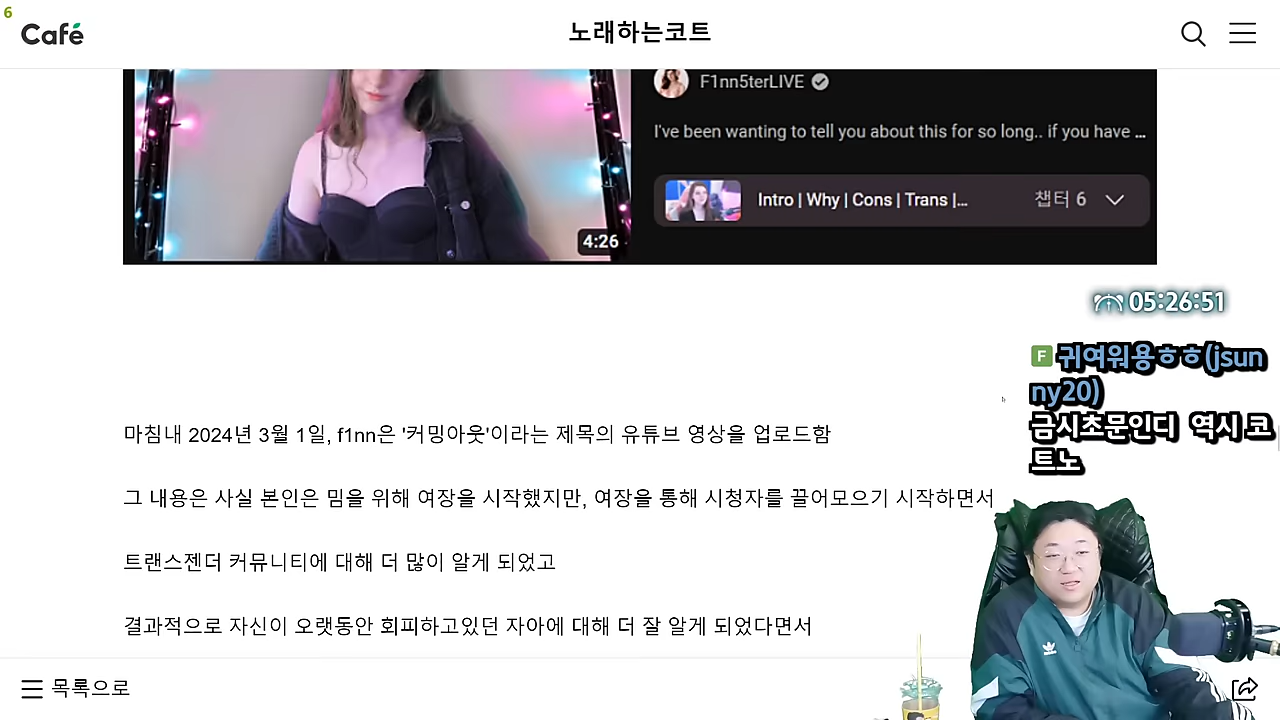 6
Café
노래하는코트
F1nn5terLIVE
I've been wanting to tell you about this for so long.. if you have ...
Intro | Why | Cons | Trans |...
챕터 6
4:26
05:26:51
F 귀여워용ㅎㅎ(jsun
ny20)
금시초문인디 역시 코
트노
마침내 2024년 3월 1일, f1nn은 '커밍아웃'이라는 제목의 유튜브 영상을 업로드함
그 내용은 사실 본인은 밈을 위해 여장을 시작했지만, 여장을 통해 시청자를 끌어모으기 시작하면서
트랜스젠더 커뮤니티에 대해 더 많이 알게 되었고
결과적으로 자신이 오랫동안 회피하고있던 자아에 대해 더 잘 알게 되었다면서
목록으로